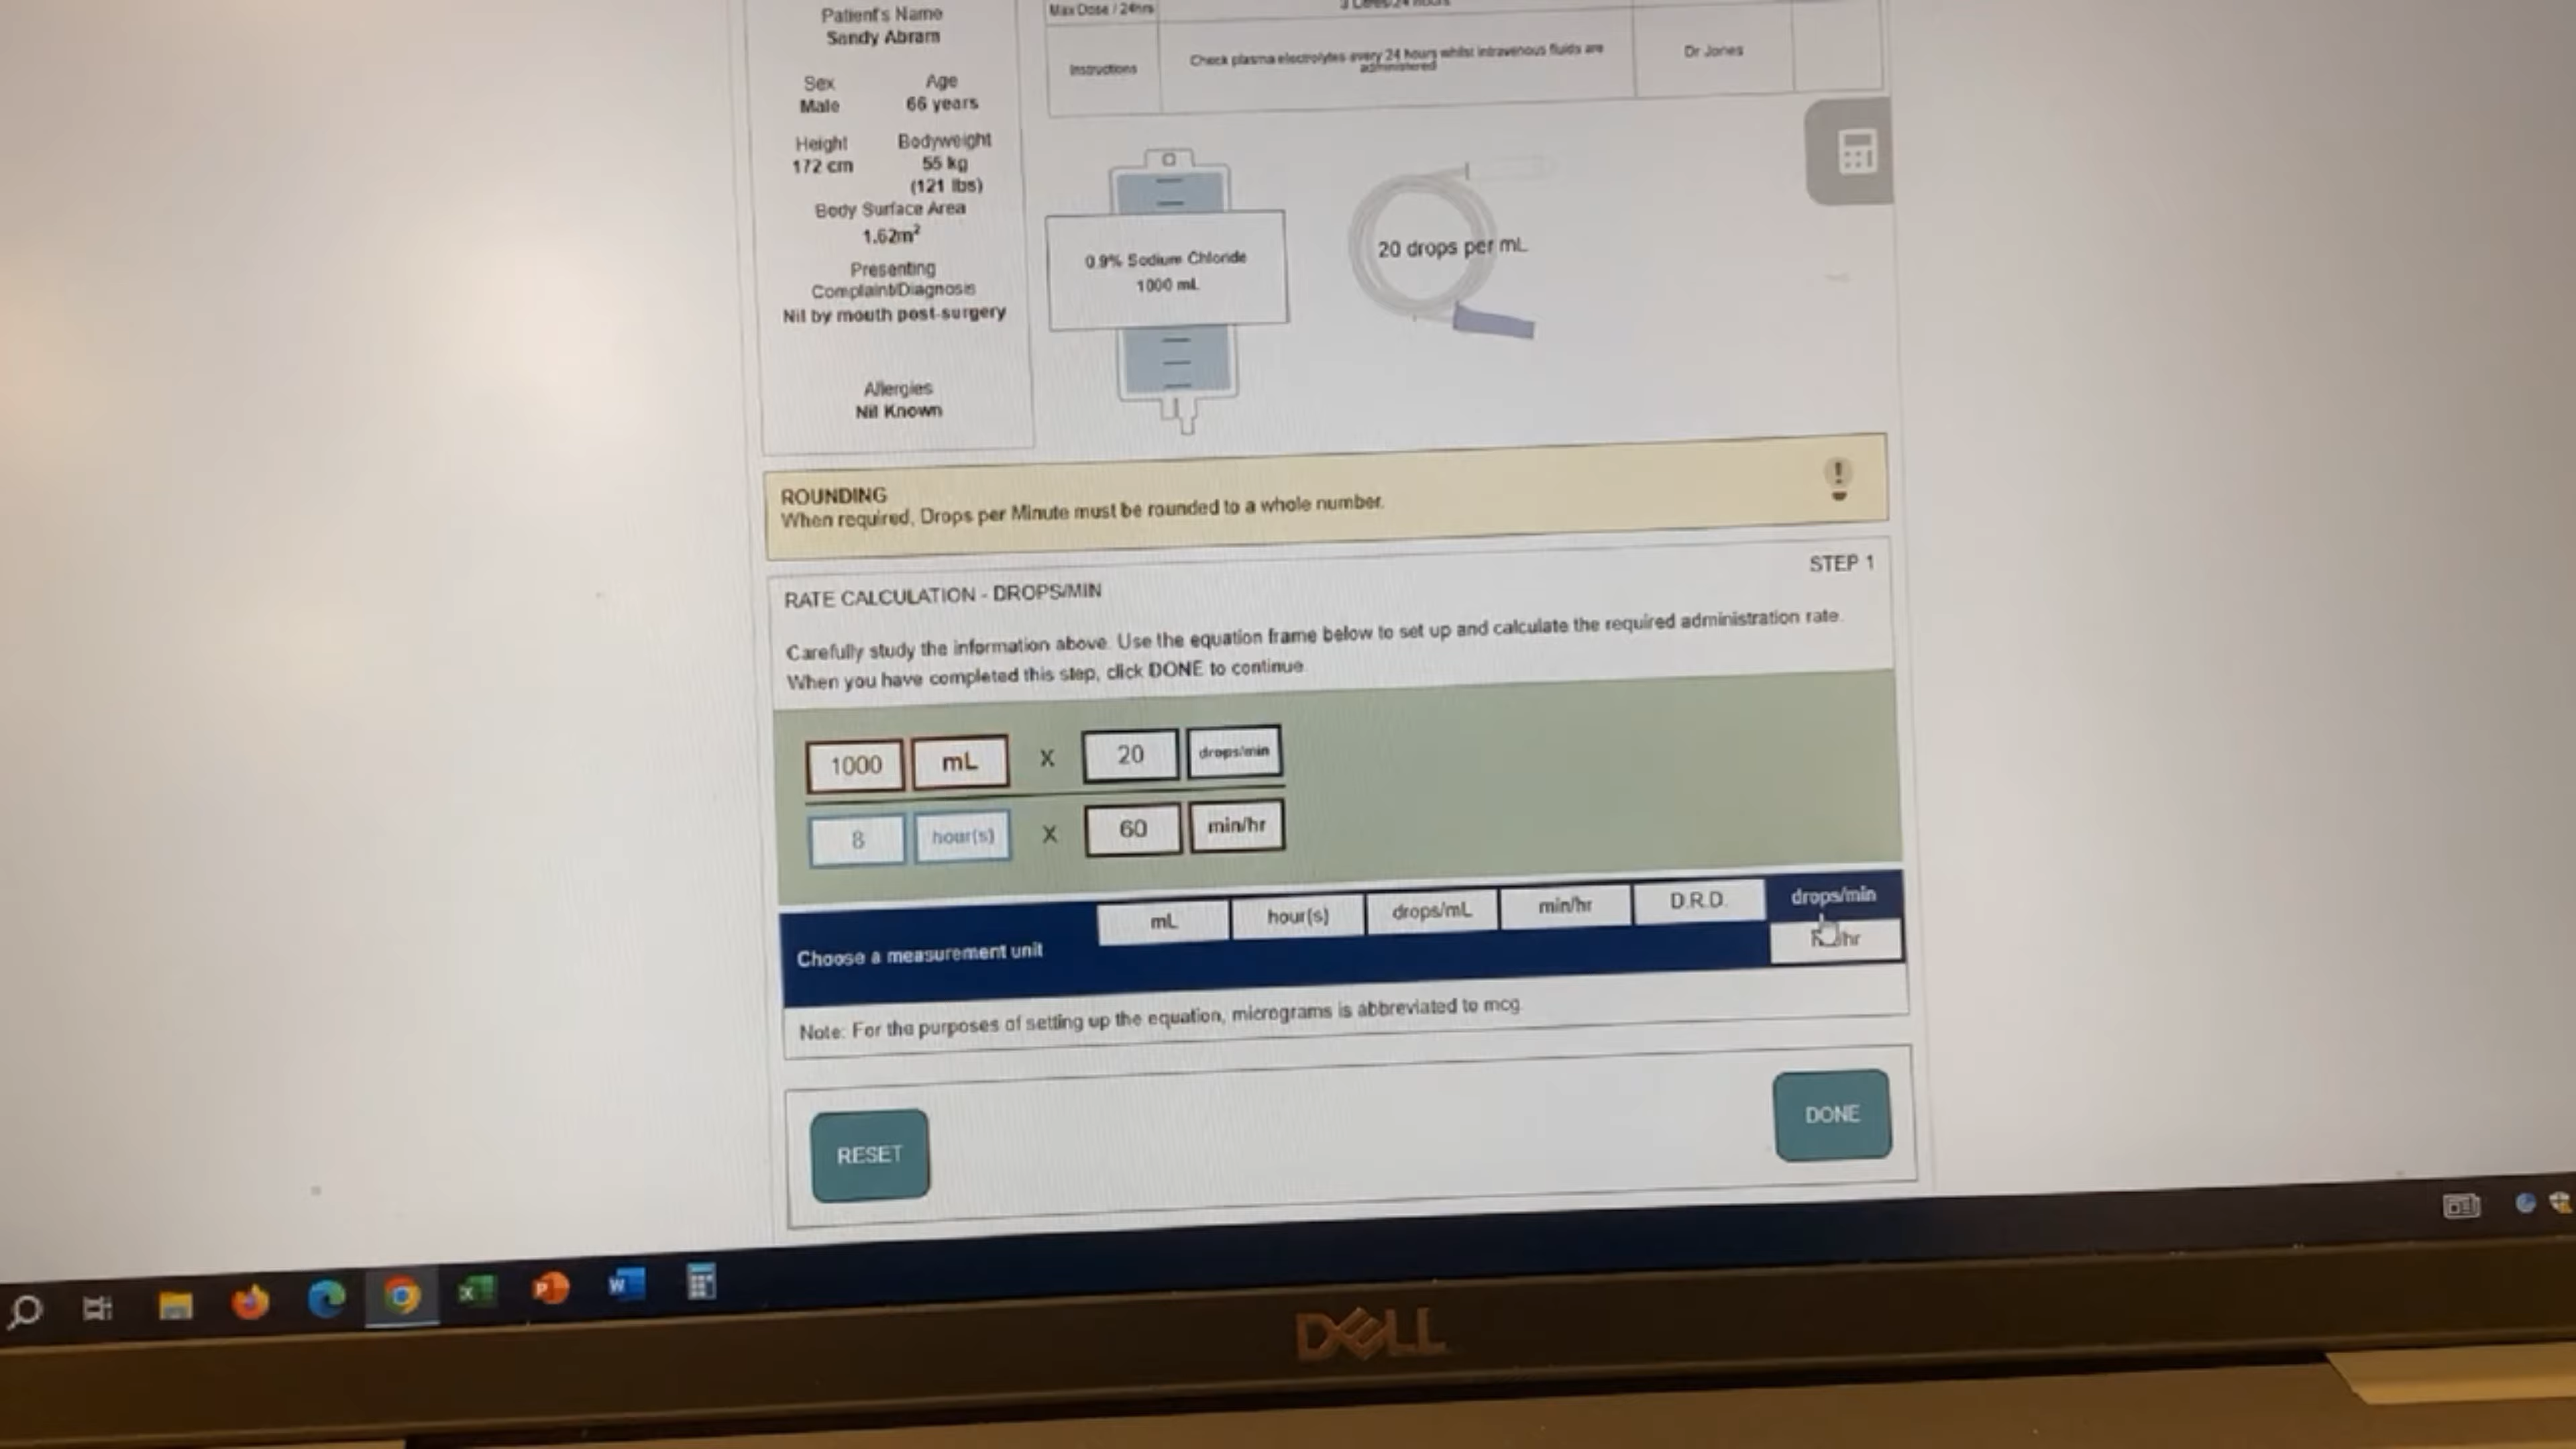 Patient's Name
Sandy Abram
Sex Age
Male 66 years
Height Bodyweight
172 cm 55 kg
(121 lbs)
Body Surface Area
1.62m²
Presenting
Complaint/Diagnosis
Nil by mouth post-surgery
Allergies
Nil Known
Max Dose / 24hrs 3 Litres/24 hours
Instructions Check plasma electrolytes every 24 hours whilst intravenous fluids are
administered
Dr Jones
0.9% Sodium Chloride
1000 mL
20 drops per mL
ROUNDING
When required, Drops per Minute must be rounded to a whole number.
RATE CALCULATION - DROPS/MIN
STEP 1
Carefully study the information above. Use the equation frame below to set up and calculate the required administration rate.
When you have completed this step, click DONE to continue
1000 mL X 20 drops/min
8 hour(s) X 60 min/hr
Choose a measurement unit
mL hour(s) drops/mL min/hr D.R.D. drops/min
Note: For the purposes of setting up the equation, micrograms is abbreviated to mcg.
RESET
DONE
DELL